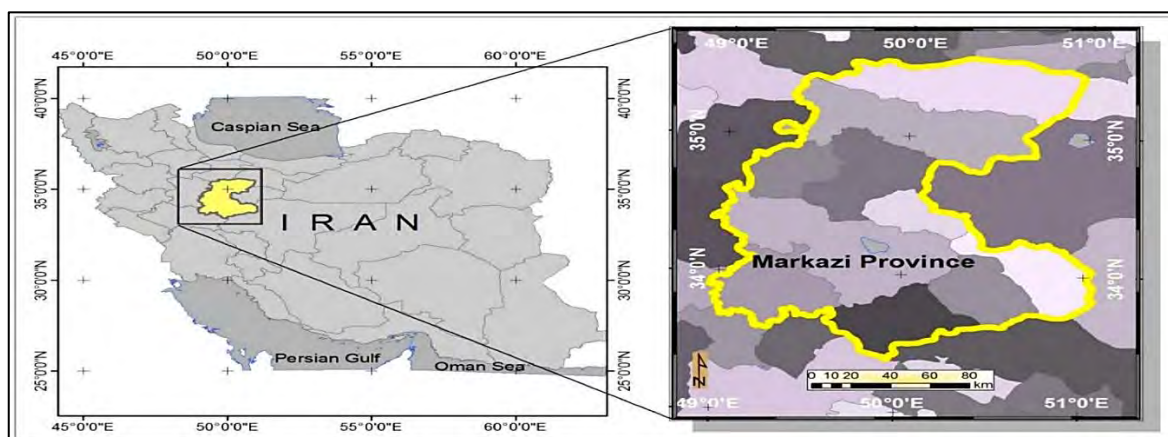 45°0'0"E 50°0'0"E 55°0'0"E 60°0'0"E
40°0'0"N
35°0'0"N
30°0'0"N
25°0'0"N
Caspian Sea
IRAN
Persian Gulf
Oman Sea
40°0'0"N
35°0'0"N
30°0'0"N
25°0'0"N
45°0'0"E 50°0'0"E 55°0'0"E 60°0'0"E
49°0'E 50°0'E 51°0'E
35°0'N
34°0'N
Markazi Province
35°0'N
34°0'N
N
0 10 20 40 60 80
km
49°0'E 50°0'E 51°0'E